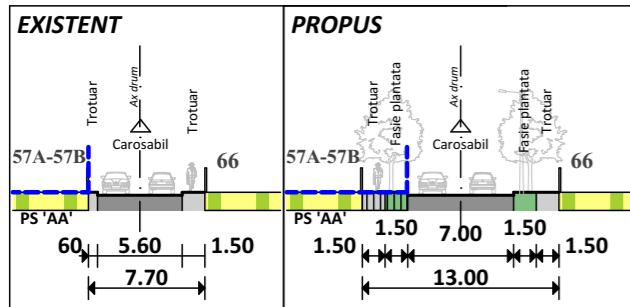 EXISTENT
Trotuar
Ax drum
Trotuar
Carosabil
57A-57B
66
PS 'AA'
60
5.60
1.50
7.70
PROPUS
Trotuar
Fasie plantata
Ax drum
Fasie plantata
Trotuar
Carosabil
57A-57B
66
PS 'AA'
1.50
1.50
7.00
1.50
1.50
13.00